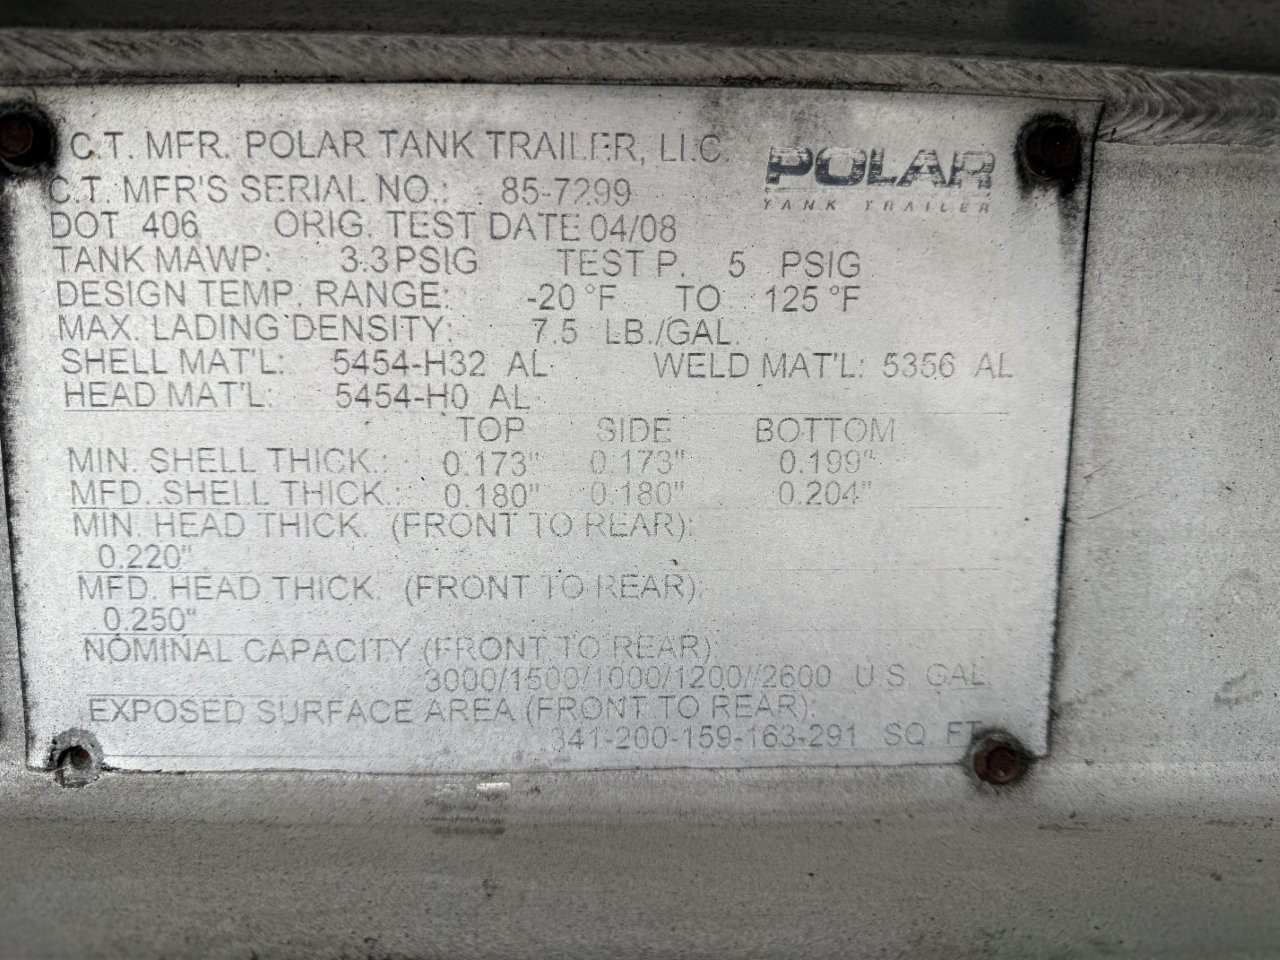 C.T. MFR. POLAR TANK TRAILER, LLC.
POLAR
TANK TRAILER
C.T. MFR'S SERIAL NO.: 85-7299
DOT 406 ORIG. TEST DATE 04/08
TANK MAWP: 3.3 PSIG TEST P. 5 PSIG
DESIGN TEMP. RANGE: -20 °F TO 125 °F
MAX. LADING DENSITY: 7.5 LB./GAL.
SHELL MAT'L: 5454-H32 AL WELD MAT'L: 5356 AL
HEAD MAT'L: 5454-H0 AL
TOP SIDE BOTTOM
MIN. SHELL THICK.: 0.173" 0.173" 0.199"
MFD. SHELL THICK.: 0.180" 0.180" 0.204"
MIN. HEAD THICK. (FRONT TO REAR):
0.220"
MFD. HEAD THICK. (FRONT TO REAR):
0.250"
NOMINAL CAPACITY (FRONT TO REAR):
3000/1500/1000/1200//2600 U.S. GAL
EXPOSED SURFACE AREA (FRONT TO REAR):
341-200-159-163-291 SQ. FT